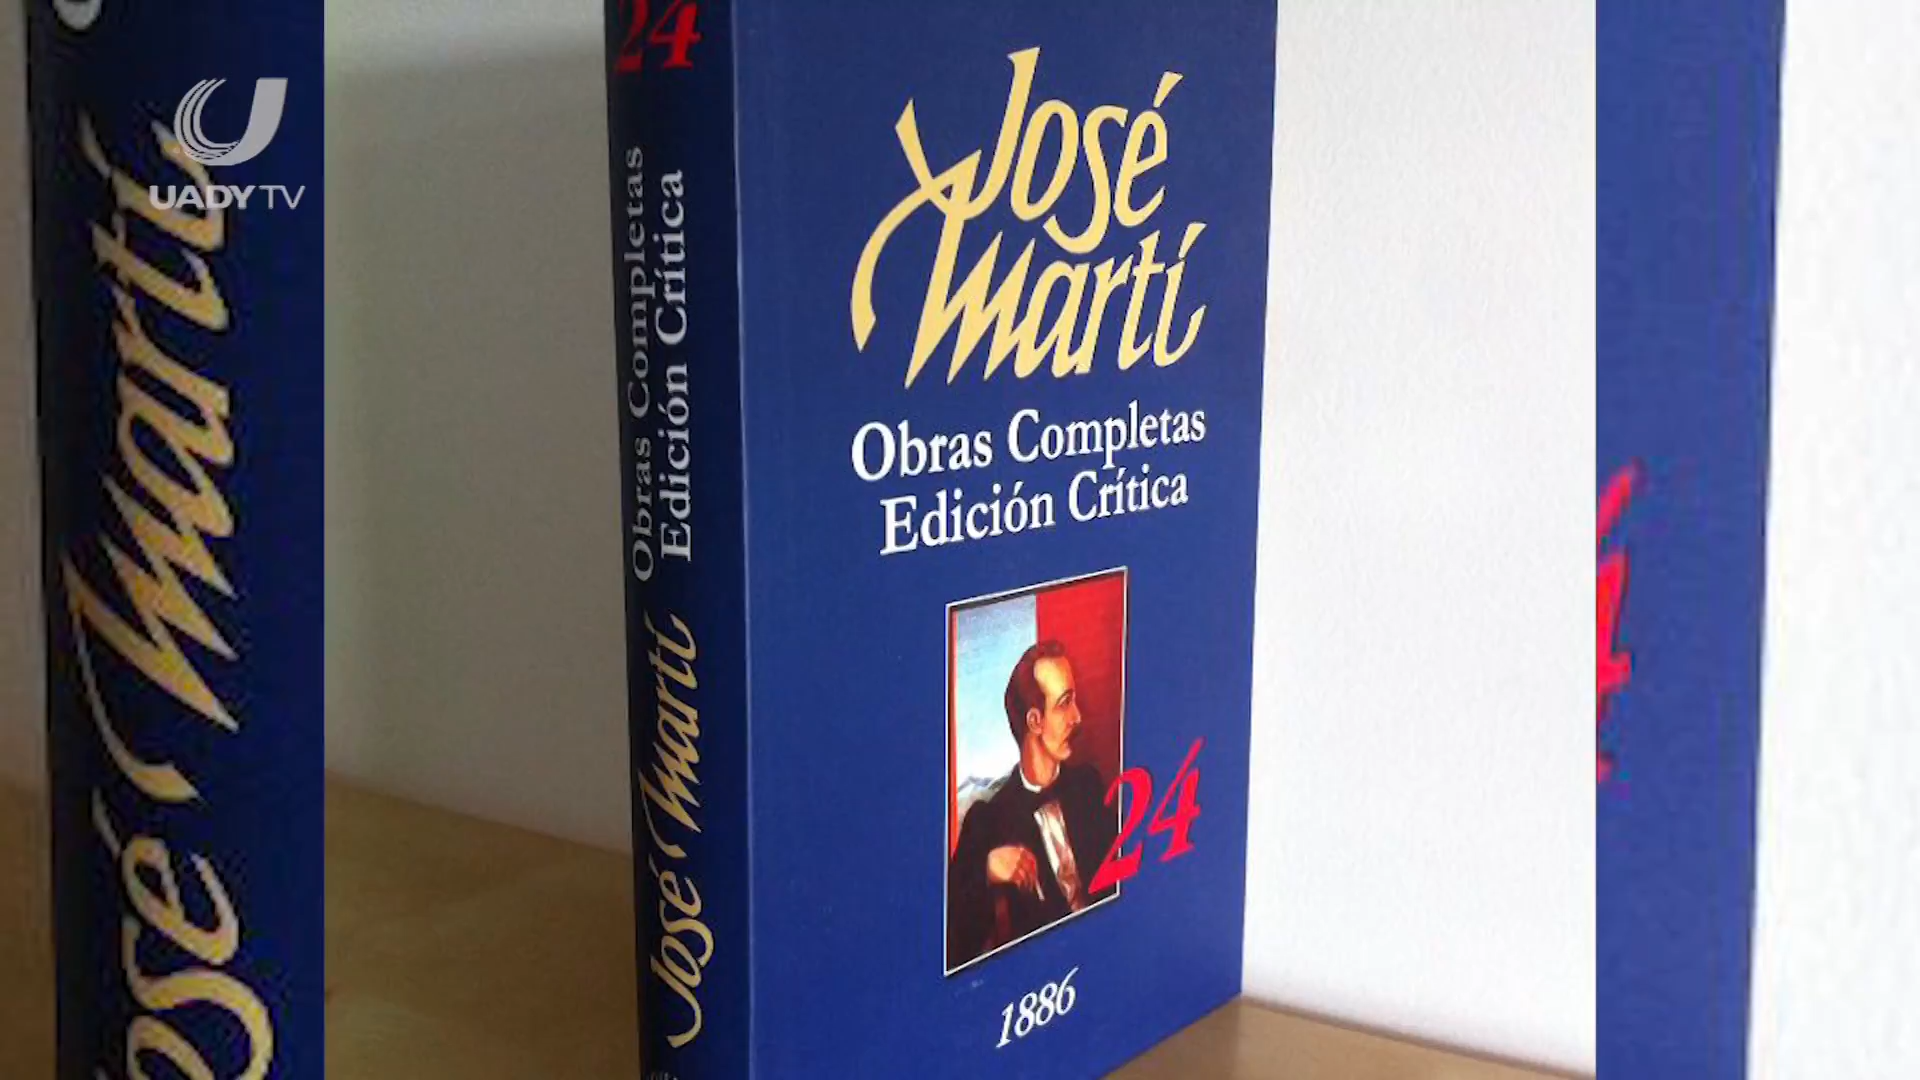 UADY TV
24
Obras Completas
Edición Crítica
José Martí
José
Martí
Obras Completas
Edición Crítica
24
1886
Martí
José